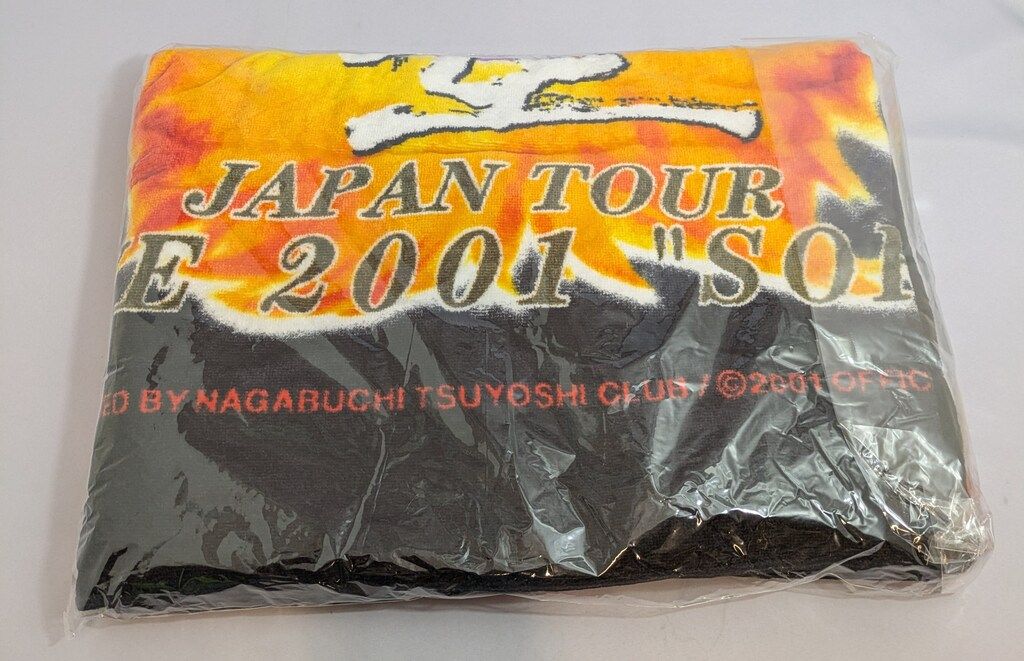 JAPAN TOUR
E 2001 "SO
ED BY NAGABUCHI TSUYOSHI CLUB / ©2001 OFFIC